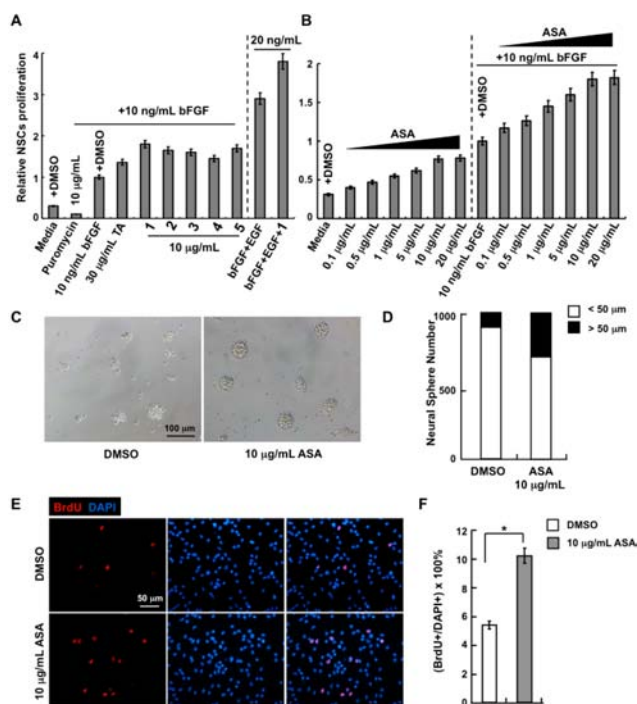 A
Relative NSCs proliferation
4
3
2
1
0
+10 ng/mL bFGF
20 ng/mL
+DMSO
10 µg/mL
+DMSO
Media
Puromycin
10 ng/mL bFGF
30 µg/mL TA
1
2
3
4
5
10 µg/mL
bFGF+EGF
bFGF+EGF+1
B
2
1.5
1
0.5
0
ASA
+10 ng/mL bFGF
ASA
+DMSO
+DMSO
Media
0.1 µg/mL
0.5 µg/mL
1 µg/mL
5 µg/mL
10 µg/mL
20 µg/mL
10 ng/mL bFGF
0.1 µg/mL
0.5 µg/mL
1 µg/mL
5 µg/mL
10 µg/mL
20 µg/mL
C
100 µm
DMSO
10 µg/mL ASA
D
Neural Sphere Number
1000
500
0
< 50 µm
> 50 µm
DMSO
ASA
10 µg/mL
E
BrdU DAPI
DMSO
50 µm
10 µg/mL ASA
F
(BrdU+/DAPI+) x 100%
12
10
8
6
4
2
0
*
DMSO
10 µg/mL ASA